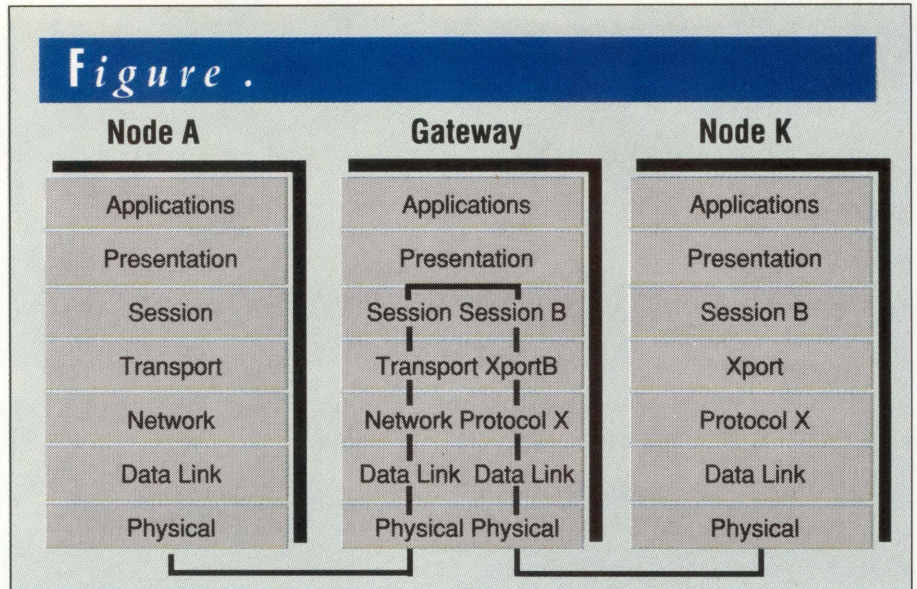 Figure .
Node A Gateway Node K
Applications Applications Applications
Presentation Presentation Presentation
Session Session Session B Session B
Transport Transport XportB Xport
Network Network Protocol X Protocol X
Data Link Data Link Data Link Data Link
Physical Physical Physical Physical